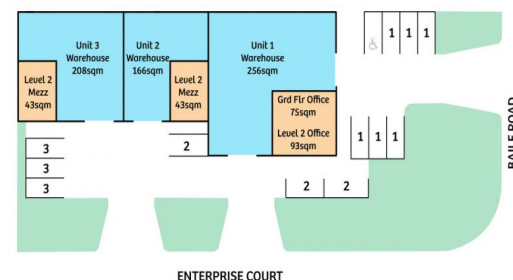 Unit 3
Warehouse
208sqm
Unit 2
Warehouse
166sqm
Unit 1
Warehouse
256sqm
Level 2
Mezz
43sqm
Level 2
Mezz
43sqm
Grd Flr Office
75sqm
Level 2 Office
93sqm
1 1 1
1 1 1
3
3
3
2
2 2
BAILE ROAD
ENTERPRISE COURT